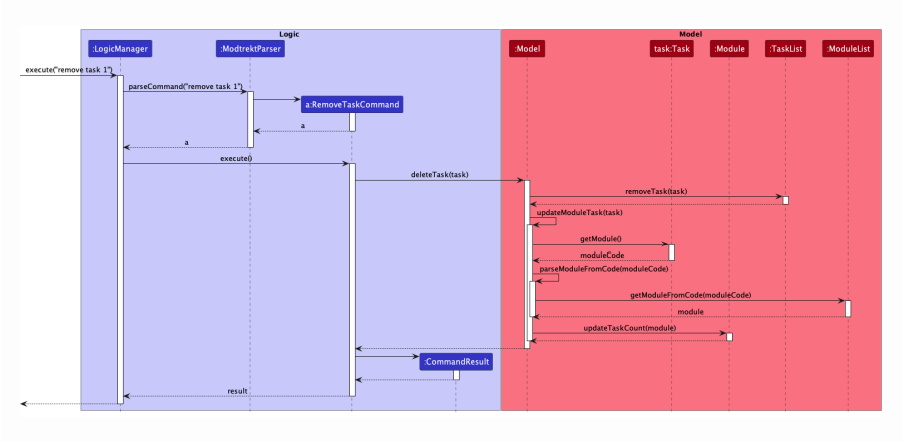 Logic
Model
:LogicManager
:ModtrektParser
:Model
task:Task
:Module
:TaskList
:ModuleList
execute("remove task 1")
parseCommand("remove task 1")
a:RemoveTaskCommand
a
a
execute()
deleteTask(task)
removeTask(task)
updateModuleTask(task)
getModule()
moduleCode
parseModuleFromCode(moduleCode)
getModuleFromCode(moduleCode)
module
updateTaskCount(module)
:CommandResult
result